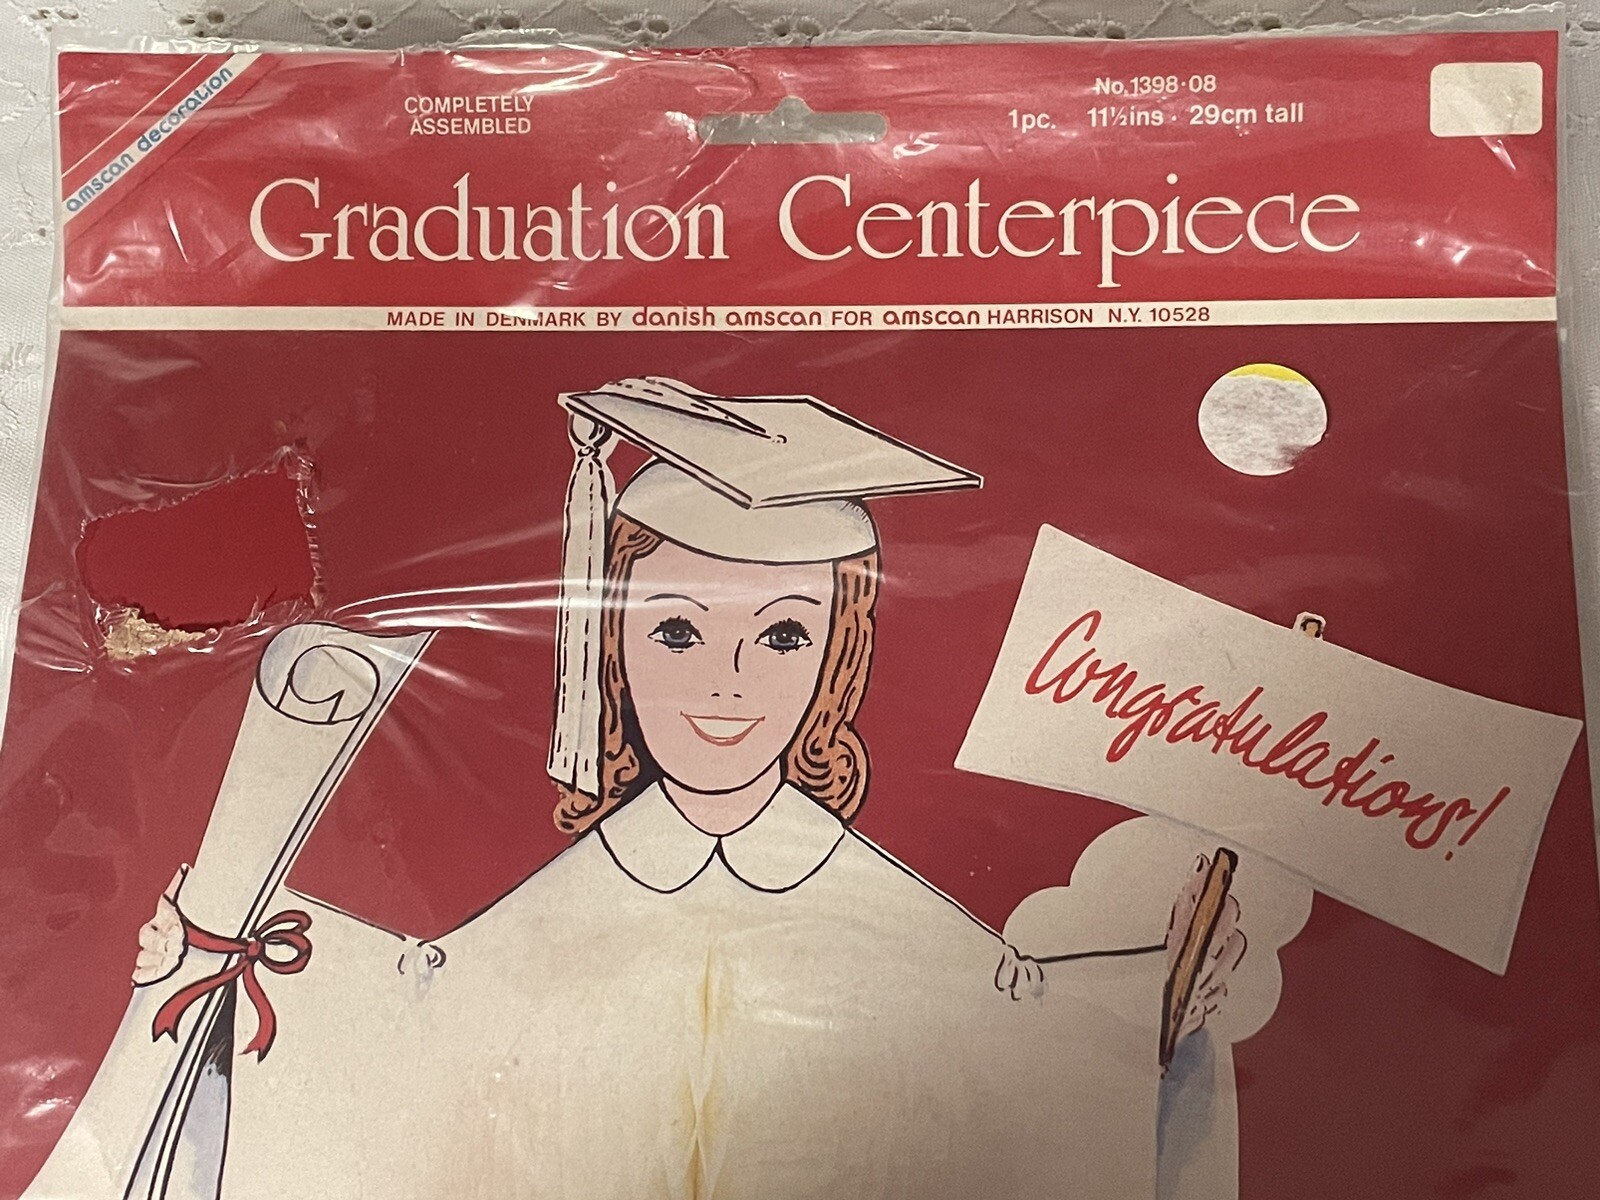 amscan decoration
COMPLETELY
ASSEMBLED
No.1398·08
1pc. 11½ins · 29cm tall
Graduation Centerpiece
MADE IN DENMARK BY danish amscan FOR amscan HARRISON N.Y. 10528
Congratulations!